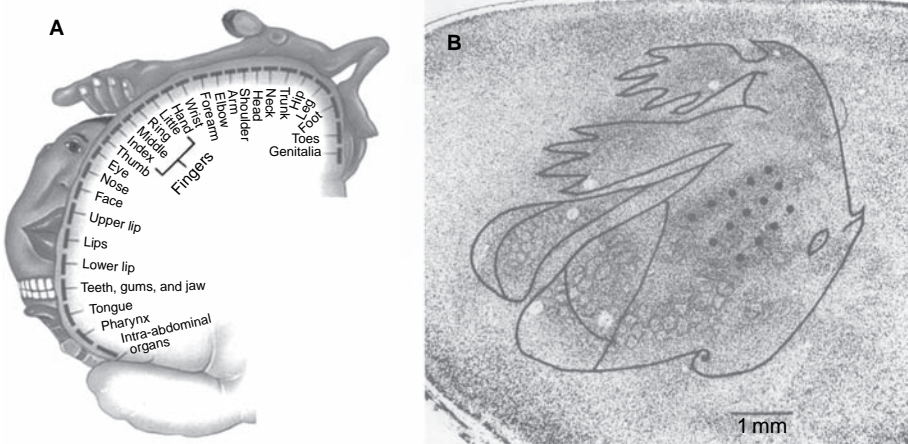 A
Genitalia
Toes
Foot
Leg
Hip
Trunk
Neck
Head
Shoulder
Arm
Elbow
Forearm
Wrist
Hand
Little
Ring
Middle
Index
Thumb
Fingers
Eye
Nose
Face
Upper lip
Lips
Lower lip
Teeth, gums, and jaw
Tongue
Pharynx
Intra-abdominal
organs
B
1 mm